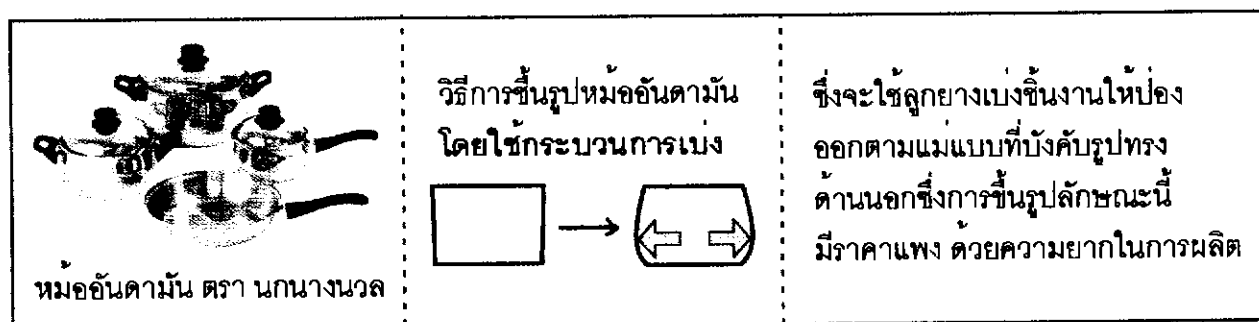 หม้ออันดามัน ตรา นกนางนวล
วิธีการขึ้นรูปหม้ออันดามัน
โดยใช้กระบวนการเบ่ง
ซึ่งจะใช้ลูกยางเบ่งชิ้นงานให้ป่อง
ออกตามแม่แบบที่บังคับรูปทรง
ด้านนอกซึ่งการขึ้นรูปลักษณะนี้
มีราคาแพง ด้วยความยากในการผลิต